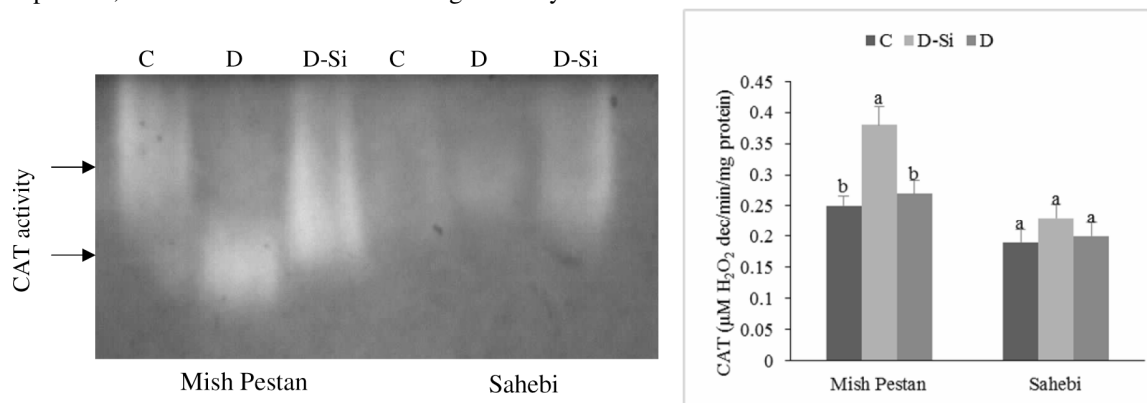 C D D-Si C D D-Si
CAT activity
Mish Pestan Sahebi
C D-Si D
CAT (µM H₂O₂ dec/min/mg protein)
0.45
0.4
0.35
0.3
0.25
0.2
0.15
0.1
0.05
0
b a b a a a
Mish Pestan Sahebi